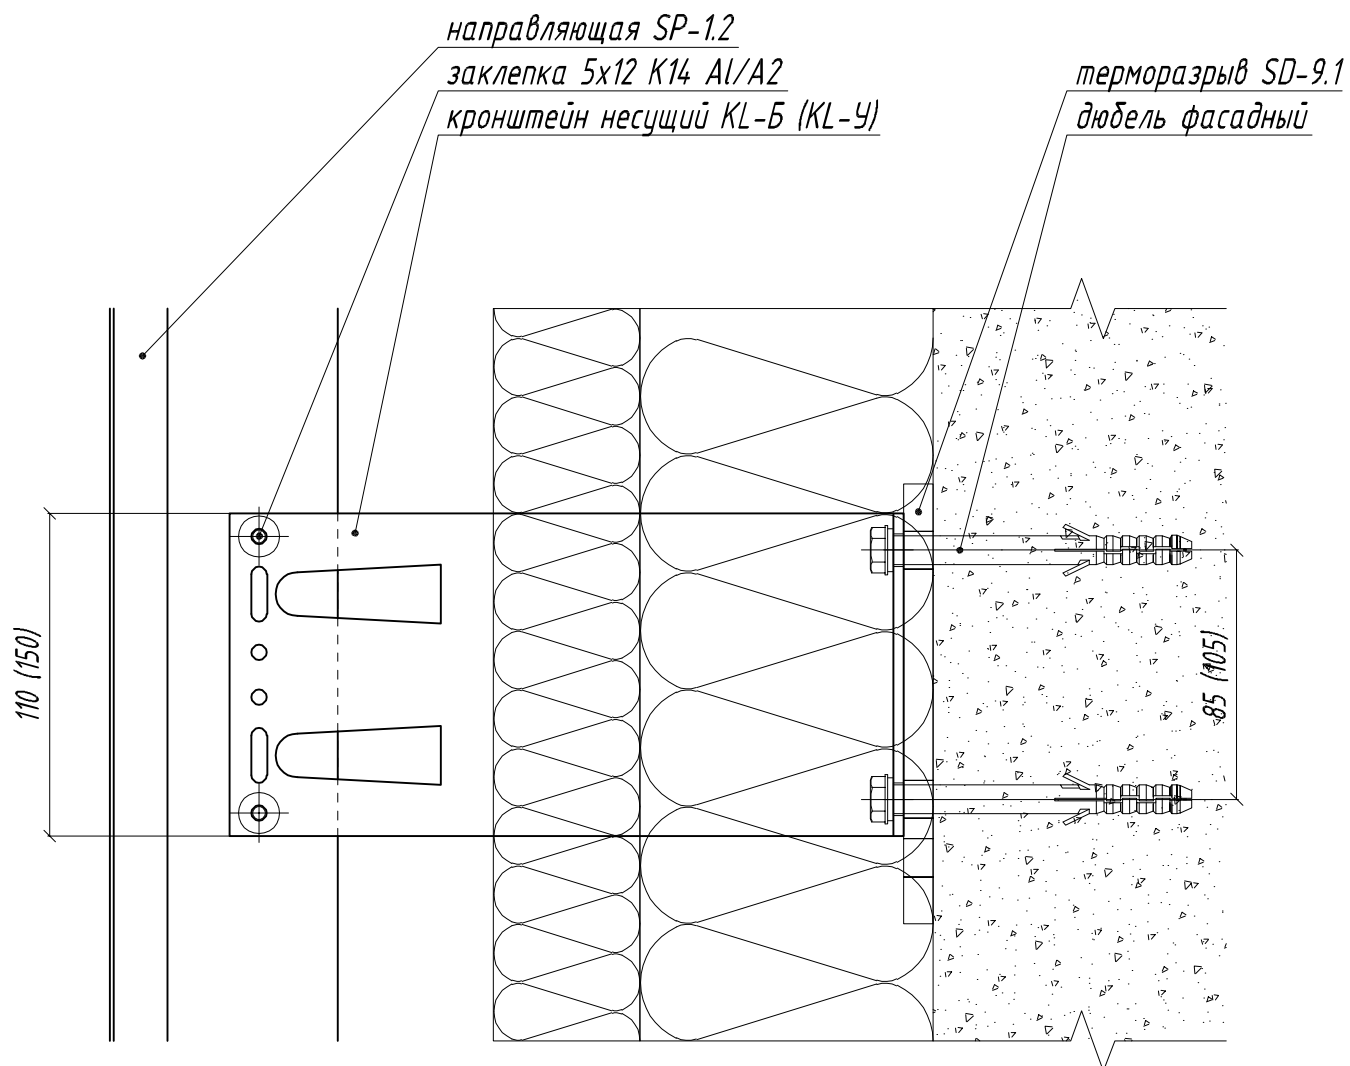 направляющая SP-1.2
заклепка 5x12 К14 Al/A2
кронштейн несущий KL-Б (KL-У)
терморазрыв SD-9.1
дюбель фасадный
110 (150)
85 (105)